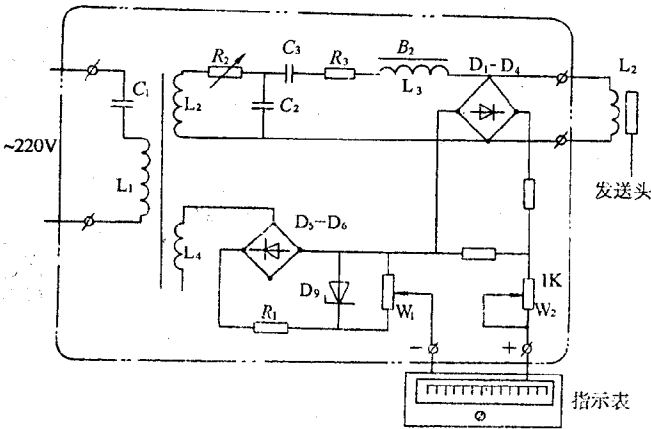 R₂
C₃
R₃
B₂
D₁-D₄
L₂
C₁
L₂
C₂
L₃
~220V
L₁
发送头
L₄
D₅-D₆
D₉
W₁
1K
W₂
R₁
-
+
指示表